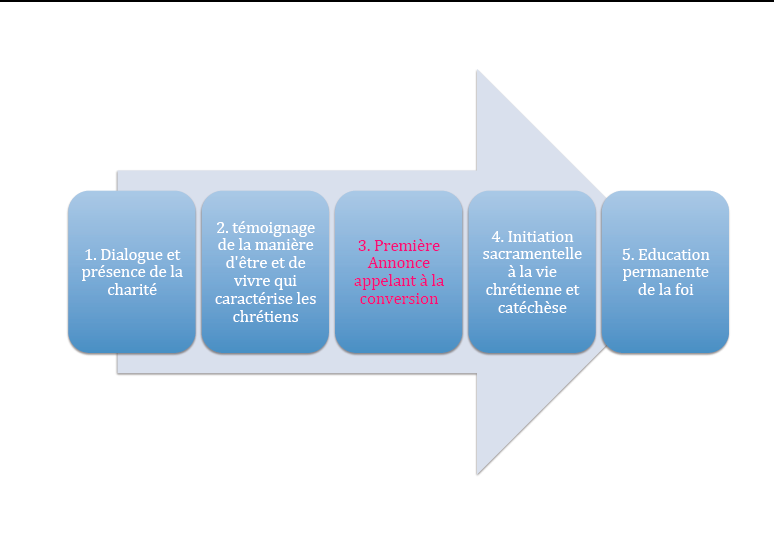 1. Dialogue et
présence de la
charité
2. témoignage
de la manière
d'être et de
vivre qui
caractérise les
chrétiens
3. Première
Annonce
appelant à la
conversion
4. Initiation
sacramentelle
à la vie
chrétienne et
catéchèse
5. Education
permanente
de la foi